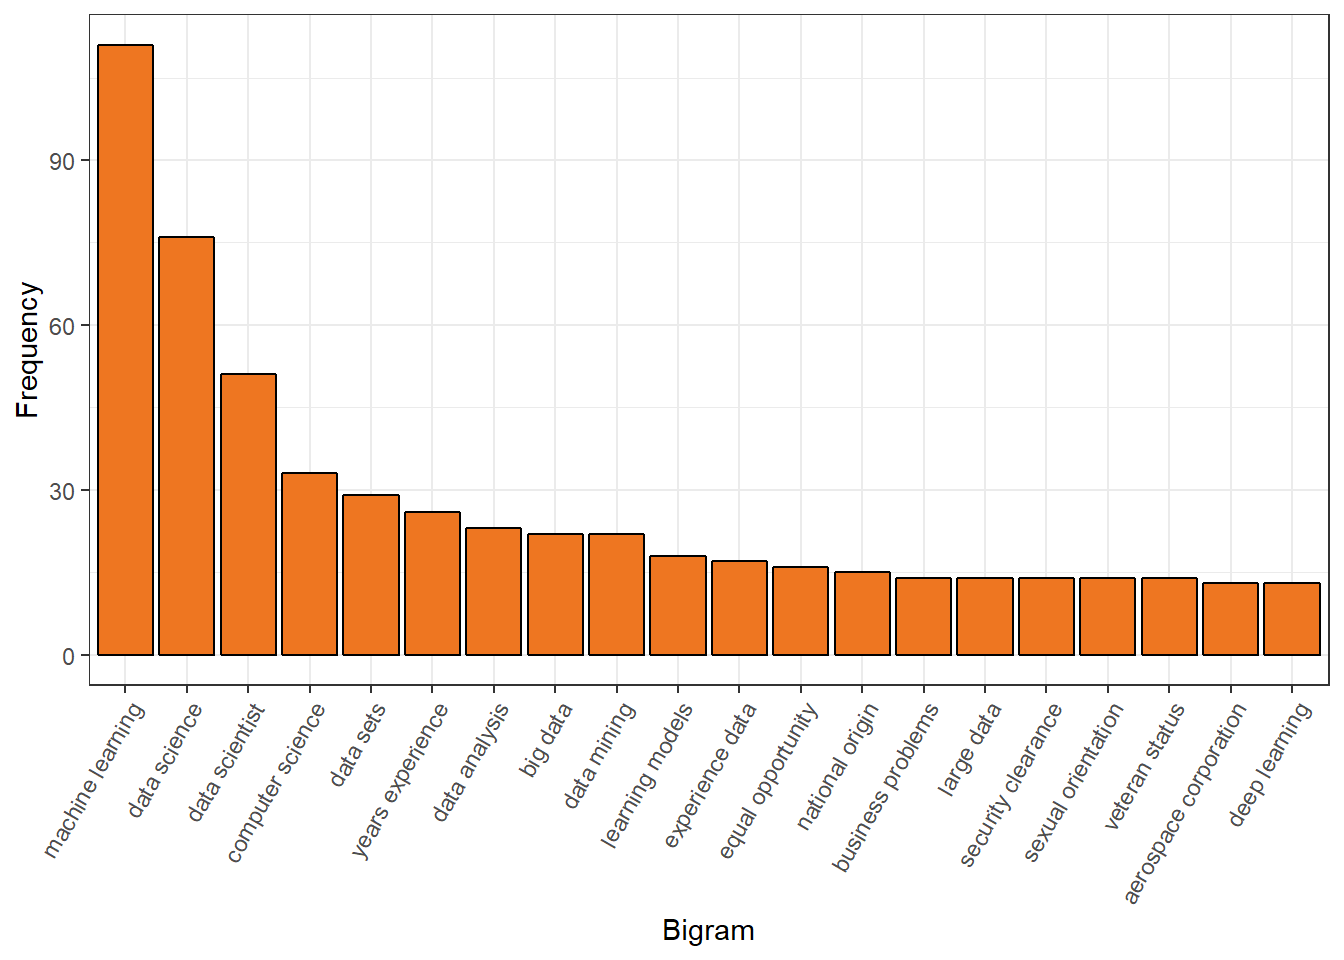 90
60
30
0
Frequency
machine learning
data science
data scientist
computer science
data sets
years experience
data analysis
big data
data mining
learning models
experience data
equal opportunity
national origin
business problems
large data
security clearance
sexual orientation
veteran status
aerospace corporation
deep learning
Bigram